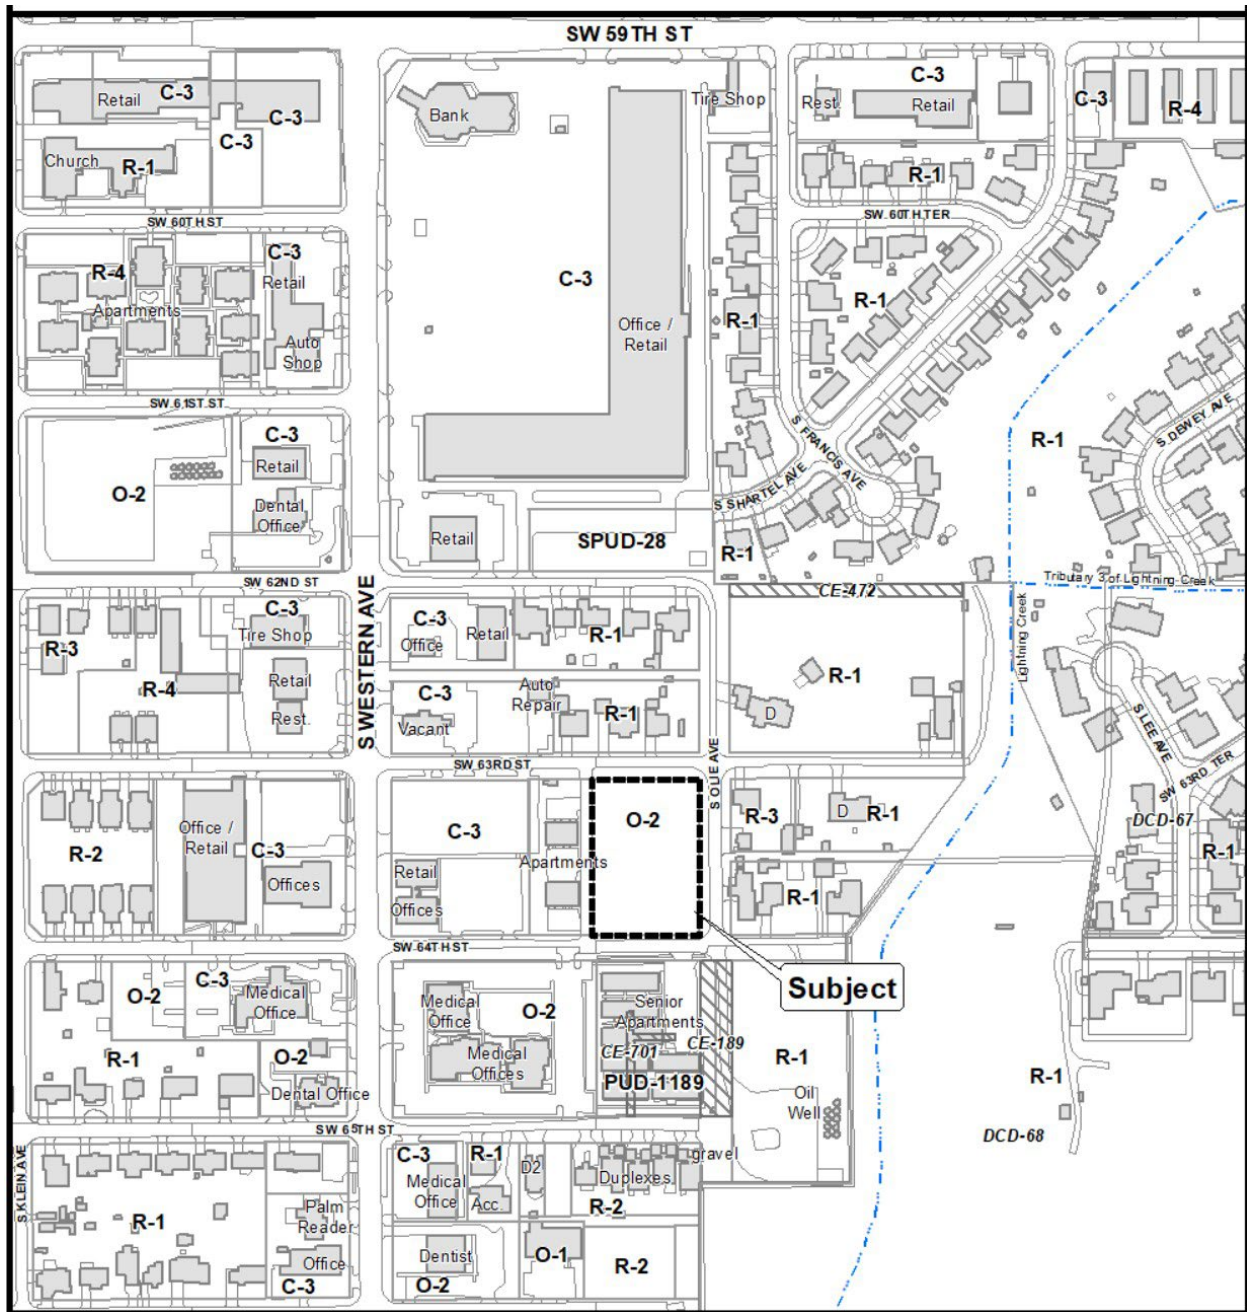 SW 59TH ST
Retail
C-3
C-3
C-3
Church
R-1
Bank
Tire Shop
C-3
Rest.
C-3
Retail
C-3
R-4
R-1
SW 60TH ST
SW 60TH TER
R-4
Apartments
C-3
Retail
Auto
Shop
C-3
Office /
Retail
R-1
R-1
SW 61ST ST
C-3
Retail
O-2
Dental
Office
Retail
SPUD-28
S SHARTEL AVE
S FRANCIS AVE
R-1
R-1
S DEWEY AVE
SW 62ND ST
CE-472
Tributary 3 of Lightning Creek
Lightning Creek
S WESTERN AVE
R-3
C-3
Tire Shop
R-4
Retail
Rest.
C-3
Office
Retail
R-1
C-3
Vacant
Auto
Repair
R-1
R-1
D
S LEE AVE
SW 63RD TER
SW 63RD ST
S OLIE AVE
R-2
Office /
Retail
C-3
Offices
C-3
Retail
Offices
Apartments
O-2
R-3
D
R-1
R-1
DCD-67
R-1
SW 64TH ST
Subject
O-2
C-3
Medical
Office
R-1
O-2
Dental Office
Medical
Office
O-2
Medical
Offices
Senior
Apartments
CE-701
CE-189
PUD-1189
R-1
Oil
Well
R-1
DCD-68
SW 65TH ST
S KLEIN AVE
R-1
Palm
Reader
Office
C-3
C-3
Medical
Office
R-1
Acc.
D2
Duplexes
gravel
R-2
Dentist
O-2
O-1
R-2